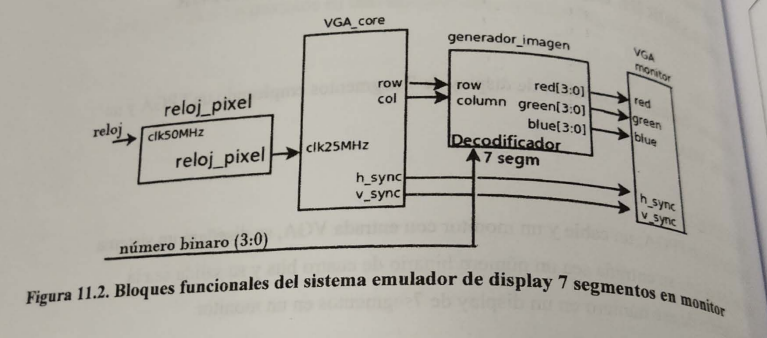 VGA_core
generador_imagen
VGA
monitor
reloj_pixel
reloj
clk50MHz
reloj_pixel
clk25MHz
row
col
h_sync
v_sync
row
column
red[3:0]
green[3:0]
blue[3:0]
Decodificador
7 segm
red
green
blue
h_sync
v_sync
número binaro (3:0)
Figura 11.2. Bloques funcionales del sistema emulador de display 7 segmentos en monitor